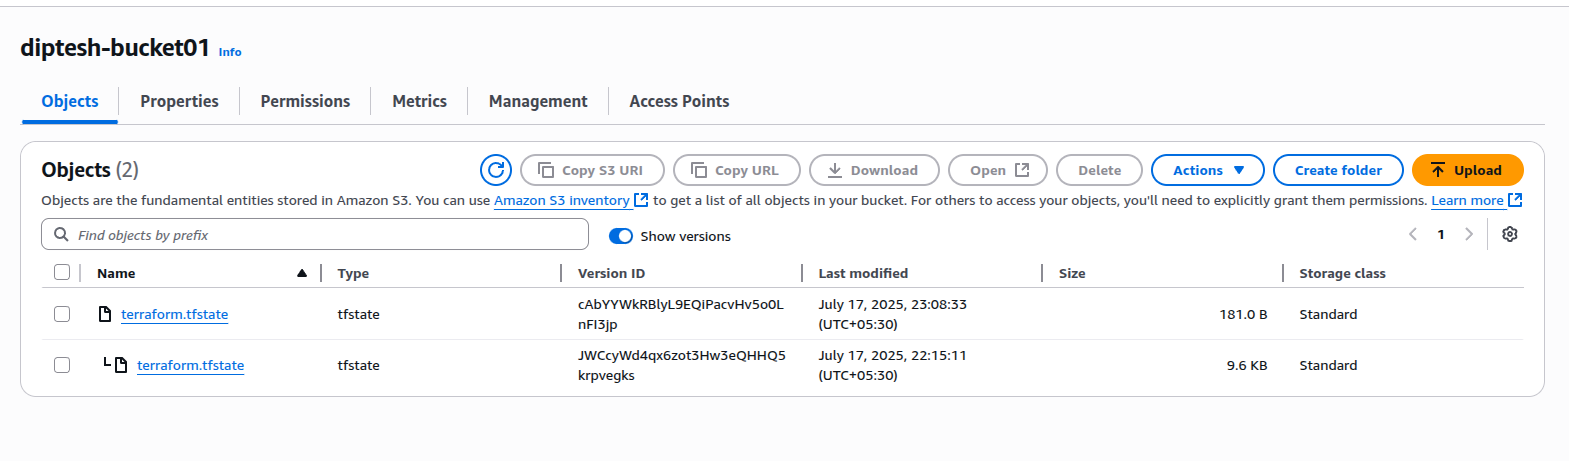 diptesh-bucket01 Info
Objects Properties Permissions Metrics Management Access Points
Objects (2) Copy S3 URI Copy URL Download Open Delete Actions Create folder Upload
Objects are the fundamental entities stored in Amazon S3. You can use Amazon S3 inventory to get a list of all objects in your bucket. For others to access your objects, you'll need to explicitly grant them permissions. Learn more
Find objects by prefix Show versions 1
Name Type Version ID Last modified Size Storage class
terraform.tfstate tfstate cAbYYWkRBlyL9EQiPacvHv5o0L July 17, 2025, 23:08:33 181.0 B Standard
nFI3jp (UTC+05:30)
terraform.tfstate tfstate JWCcyWd4qx6zot3Hw3eQHHQ5 July 17, 2025, 22:15:11 9.6 KB Standard
krpvegks (UTC+05:30)